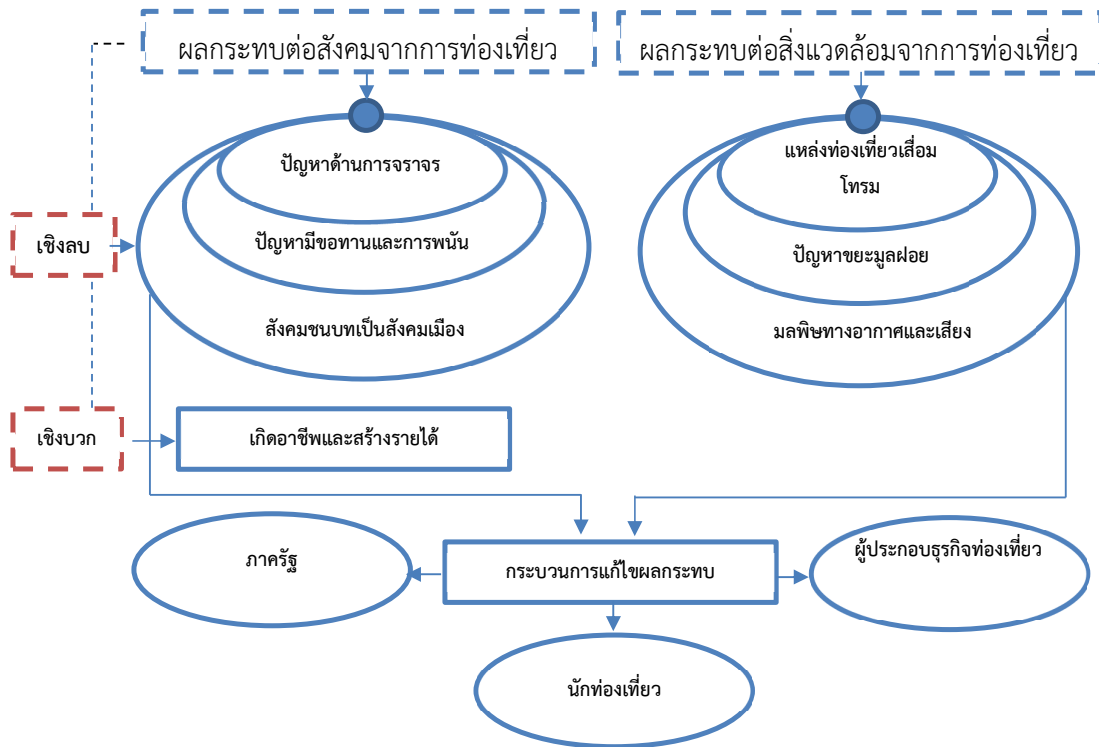 ผลกระทบต่อสังคมจากการท่องเที่ยว
ผลกระทบต่อสิ่งแวดล้อมจากการท่องเที่ยว
ปัญหาด้านการจราจร
แหล่งท่องเที่ยวเสื่อม
โทรม
เชิงลบ
ปัญหามีขอทานและการพนัน
ปัญหาขยะมูลฝอย
สังคมชนบทเป็นสังคมเมือง
มลพิษทางอากาศและเสียง
เชิงบวก
เกิดอาชีพและสร้างรายได้
ภาครัฐ
กระบวนการแก้ไขผลกระทบ
ผู้ประกอบธุรกิจท่องเที่ยว
นักท่องเที่ยว